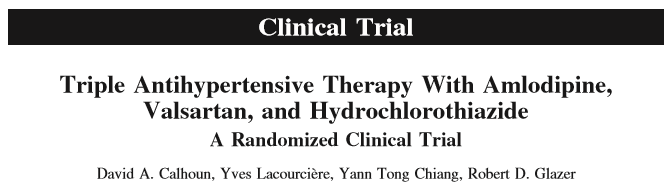 Clinical Trial
Triple Antihypertensive Therapy With Amlodipine,
Valsartan, and Hydrochlorothiazide
A Randomized Clinical Trial
David A. Calhoun, Yves Lacourcière, Yann Tong Chiang, Robert D. Glazer